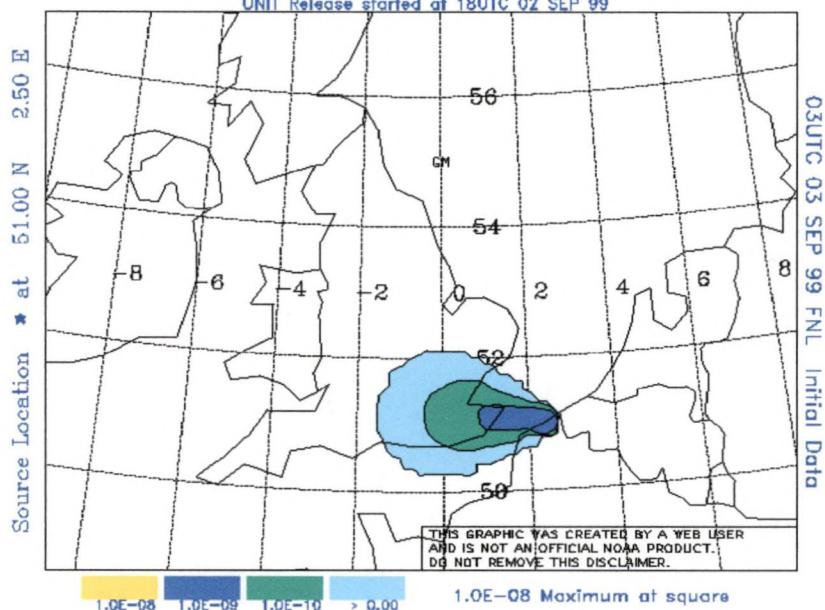 UNIT Release started at 18UTC 02 SEP 99
Source Location * at 51.00 N 2.50 E
03UTC 03 SEP 99 FNL Initial Data
56
GM
54
-8
-6
-4
-2
0
2
4
6
8
52
50
THIS GRAPHIC WAS CREATED BY A WEB USER
AND IS NOT AN OFFICIAL NOAA PRODUCT.
DO NOT REMOVE THIS DISCLAIMER.
1.0E-08 1.0E-09 1.0E-10 > 0.00
1.0E-08 Maximum at square